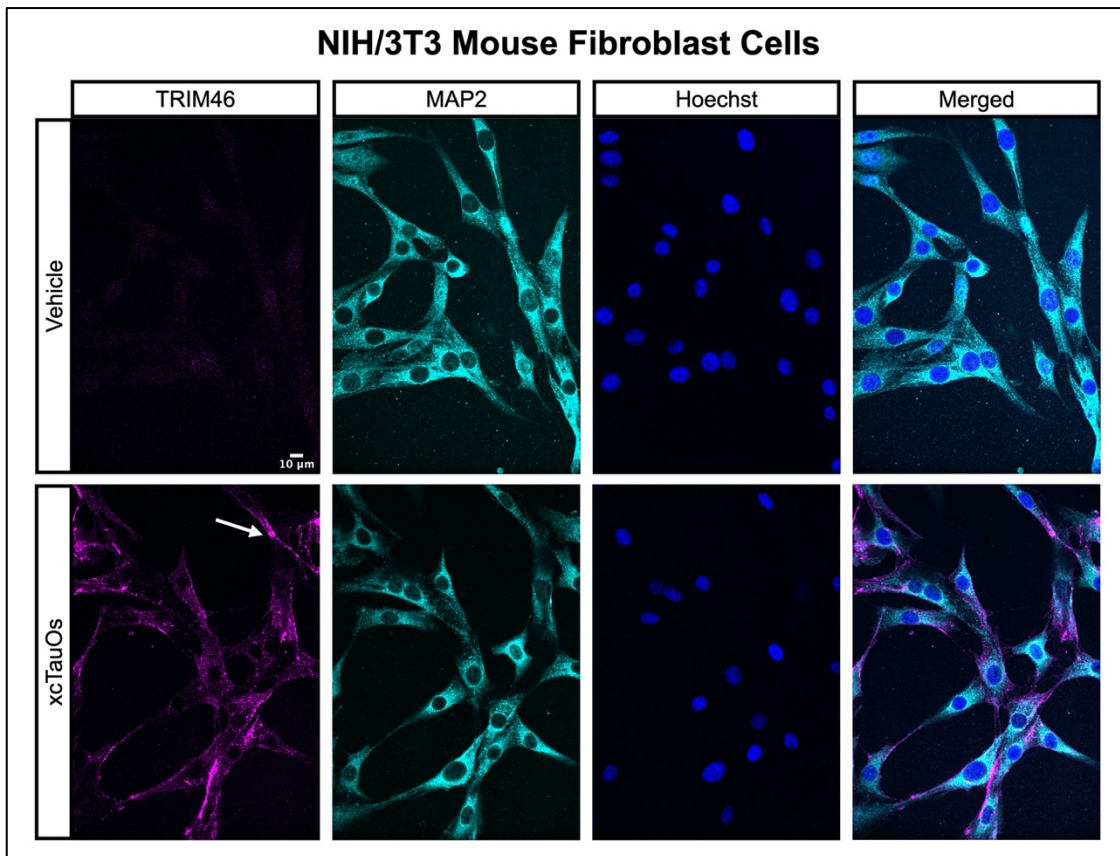 NIH/3T3 Mouse Fibroblast Cells
TRIM46 MAP2 Hoechst Merged
Vehicle
10 µm
xcTauOs